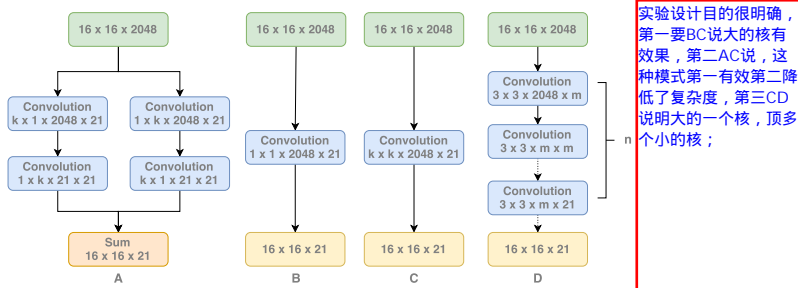 16 x 16 x 2048
Convolution
k x 1 x 2048 x 21
Convolution
1 x k x 2048 x 21
Convolution
1 x k x 21 x 21
Convolution
k x 1 x 21 x 21
Sum
16 x 16 x 21
A
16 x 16 x 2048
Convolution
1 x 1 x 2048 x 21
16 x 16 x 21
B
16 x 16 x 2048
Convolution
k x k x 2048 x 21
16 x 16 x 21
C
16 x 16 x 2048
Convolution
3 x 3 x 2048 x m
Convolution
3 x 3 x m x m
Convolution
3 x 3 x m x 21
n
16 x 16 x 21
D
实验设计目的很明确，
第一要BC说大的核有
效果，第二AC说，这
种模式第一有效第二降
低了复杂度，第三CD
说明大的一个核，顶多
个小的核；